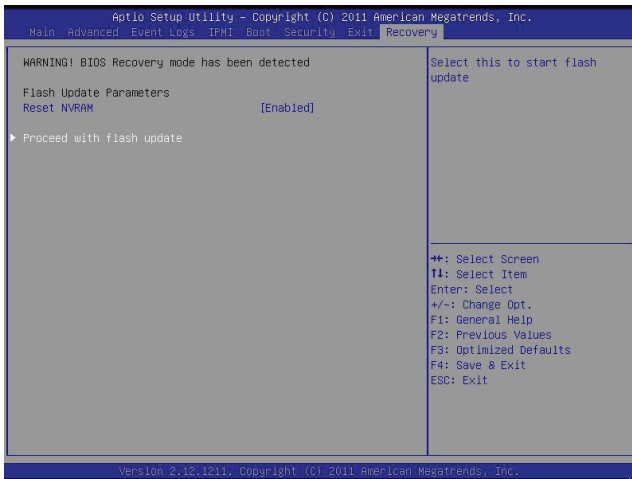 Aptio Setup Utility – Copyright (C) 2011 American Megatrends, Inc.
Main Advanced Event Logs IPMI Boot Security Exit Recovery
WARNING! BIOS Recovery mode has been detected
Flash Update Parameters
Reset NVRAM [Enabled]
▶ Proceed with flash update
Select this to start flash
update
→←: Select Screen
↑↓: Select Item
Enter: Select
+/-: Change Opt.
F1: General Help
F2: Previous Values
F3: Optimized Defaults
F4: Save & Exit
ESC: Exit
Version 2.12.1211. Copyright (C) 2011 American Megatrends, Inc.